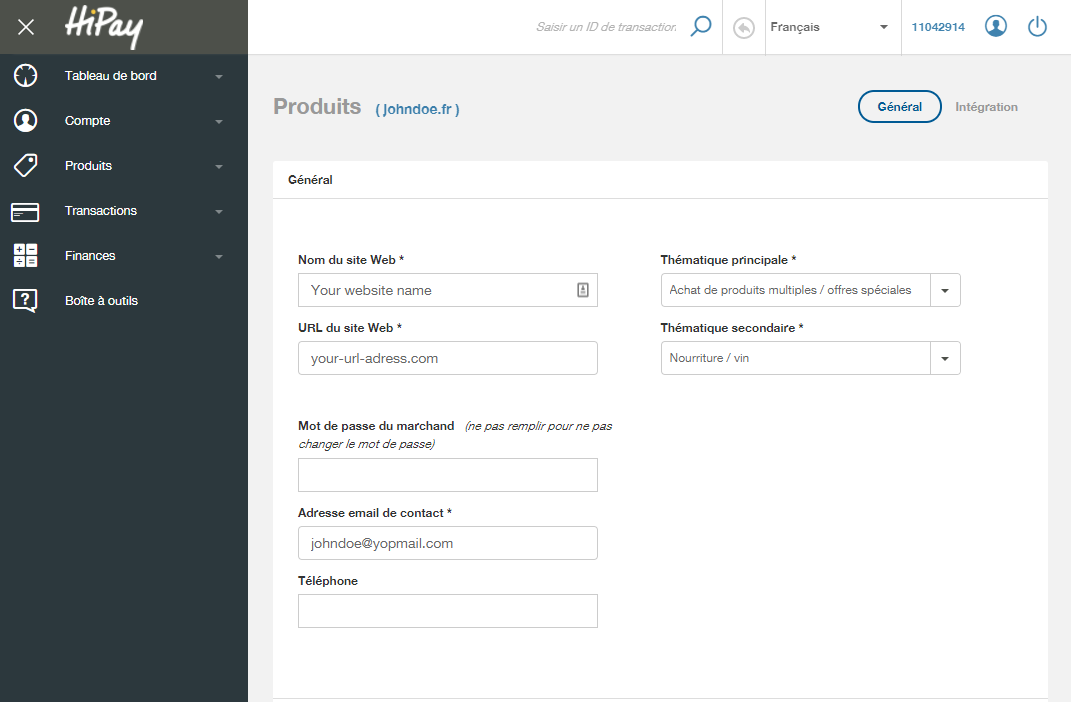 HiPay
Saisir un ID de transaction
Français
11042914
Tableau de bord
Compte
Produits
Transactions
Finances
Boîte à outils
Produits ( johndoe.fr )
Général
Intégration
Général
Nom du site Web *
Your website name
Thématique principale *
Achat de produits multiples / offres spéciales
URL du site Web *
your-url-adress.com
Thématique secondaire *
Nourriture / vin
Mot de passe du marchand (ne pas remplir pour ne pas
changer le mot de passe)
Adresse email de contact *
johndoe@yopmail.com
Téléphone